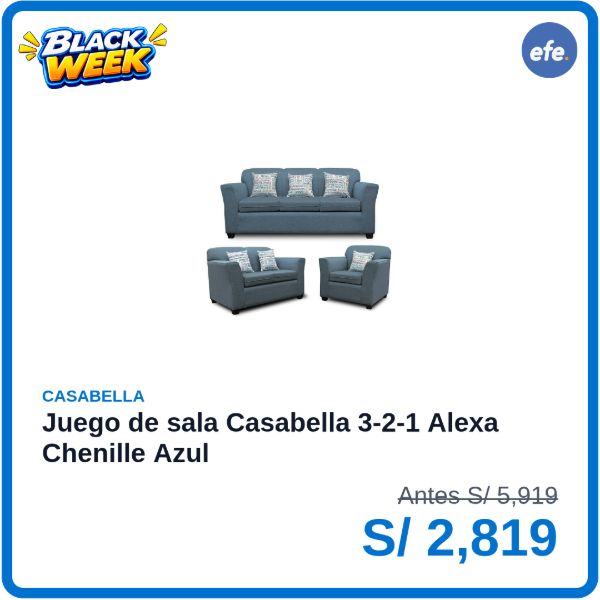 BLACK
WEEK
efe.
CASABELLA
Juego de sala Casabella 3-2-1 Alexa
Chenille Azul
Antes S/ 5,919
S/ 2,819